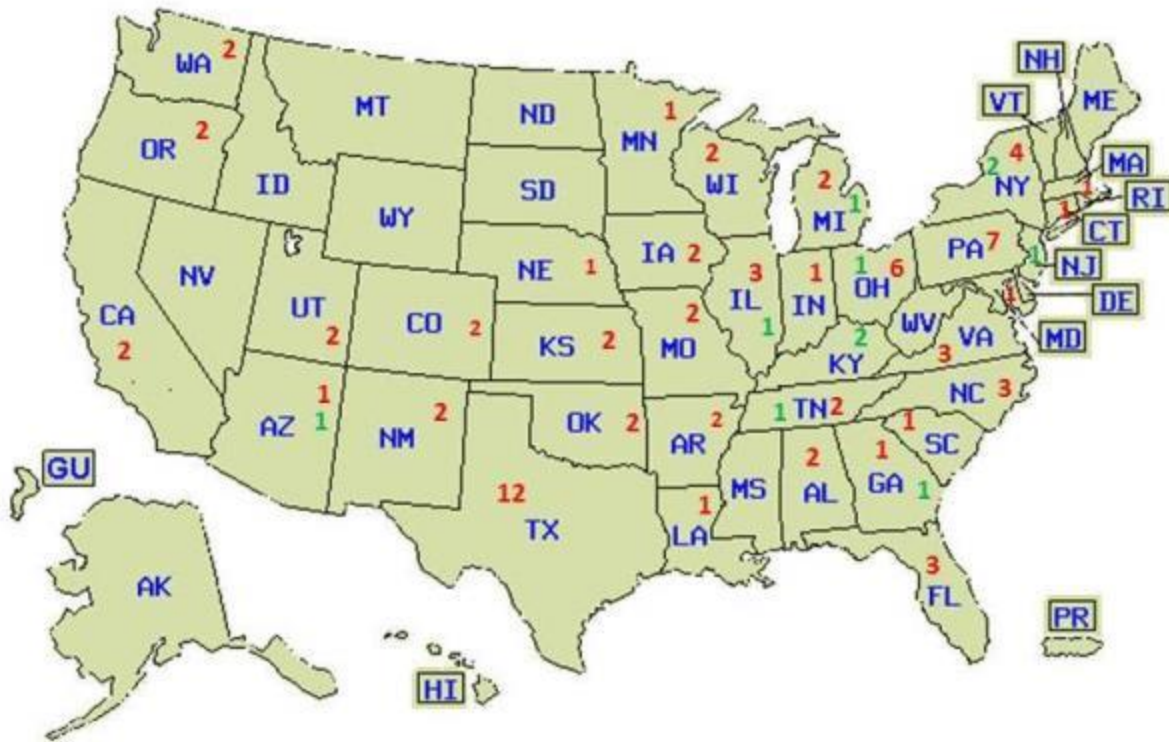 NH
WA 2
VT
ME
MT
ND
MN 1
OR 2
WI 2
MI 2 1
NY 4 2
MA 1
ID
SD
RI
CT 1
WY
IA 2
PA 7
NJ 1
NV
NE 1
IL 3 1
IN 1
OH 1 6
DE
CA 2
UT 2
CO 2
KS 2
MO 2
WV
VA 3
MD 1
KY 2
AZ 1 1
NM 2
OK 2
AR 2
TN 1 2
NC 3
SC 1
GU
TX 12
LA 1
MS
AL 2
GA 1 1
AK
FL 3
PR
HI